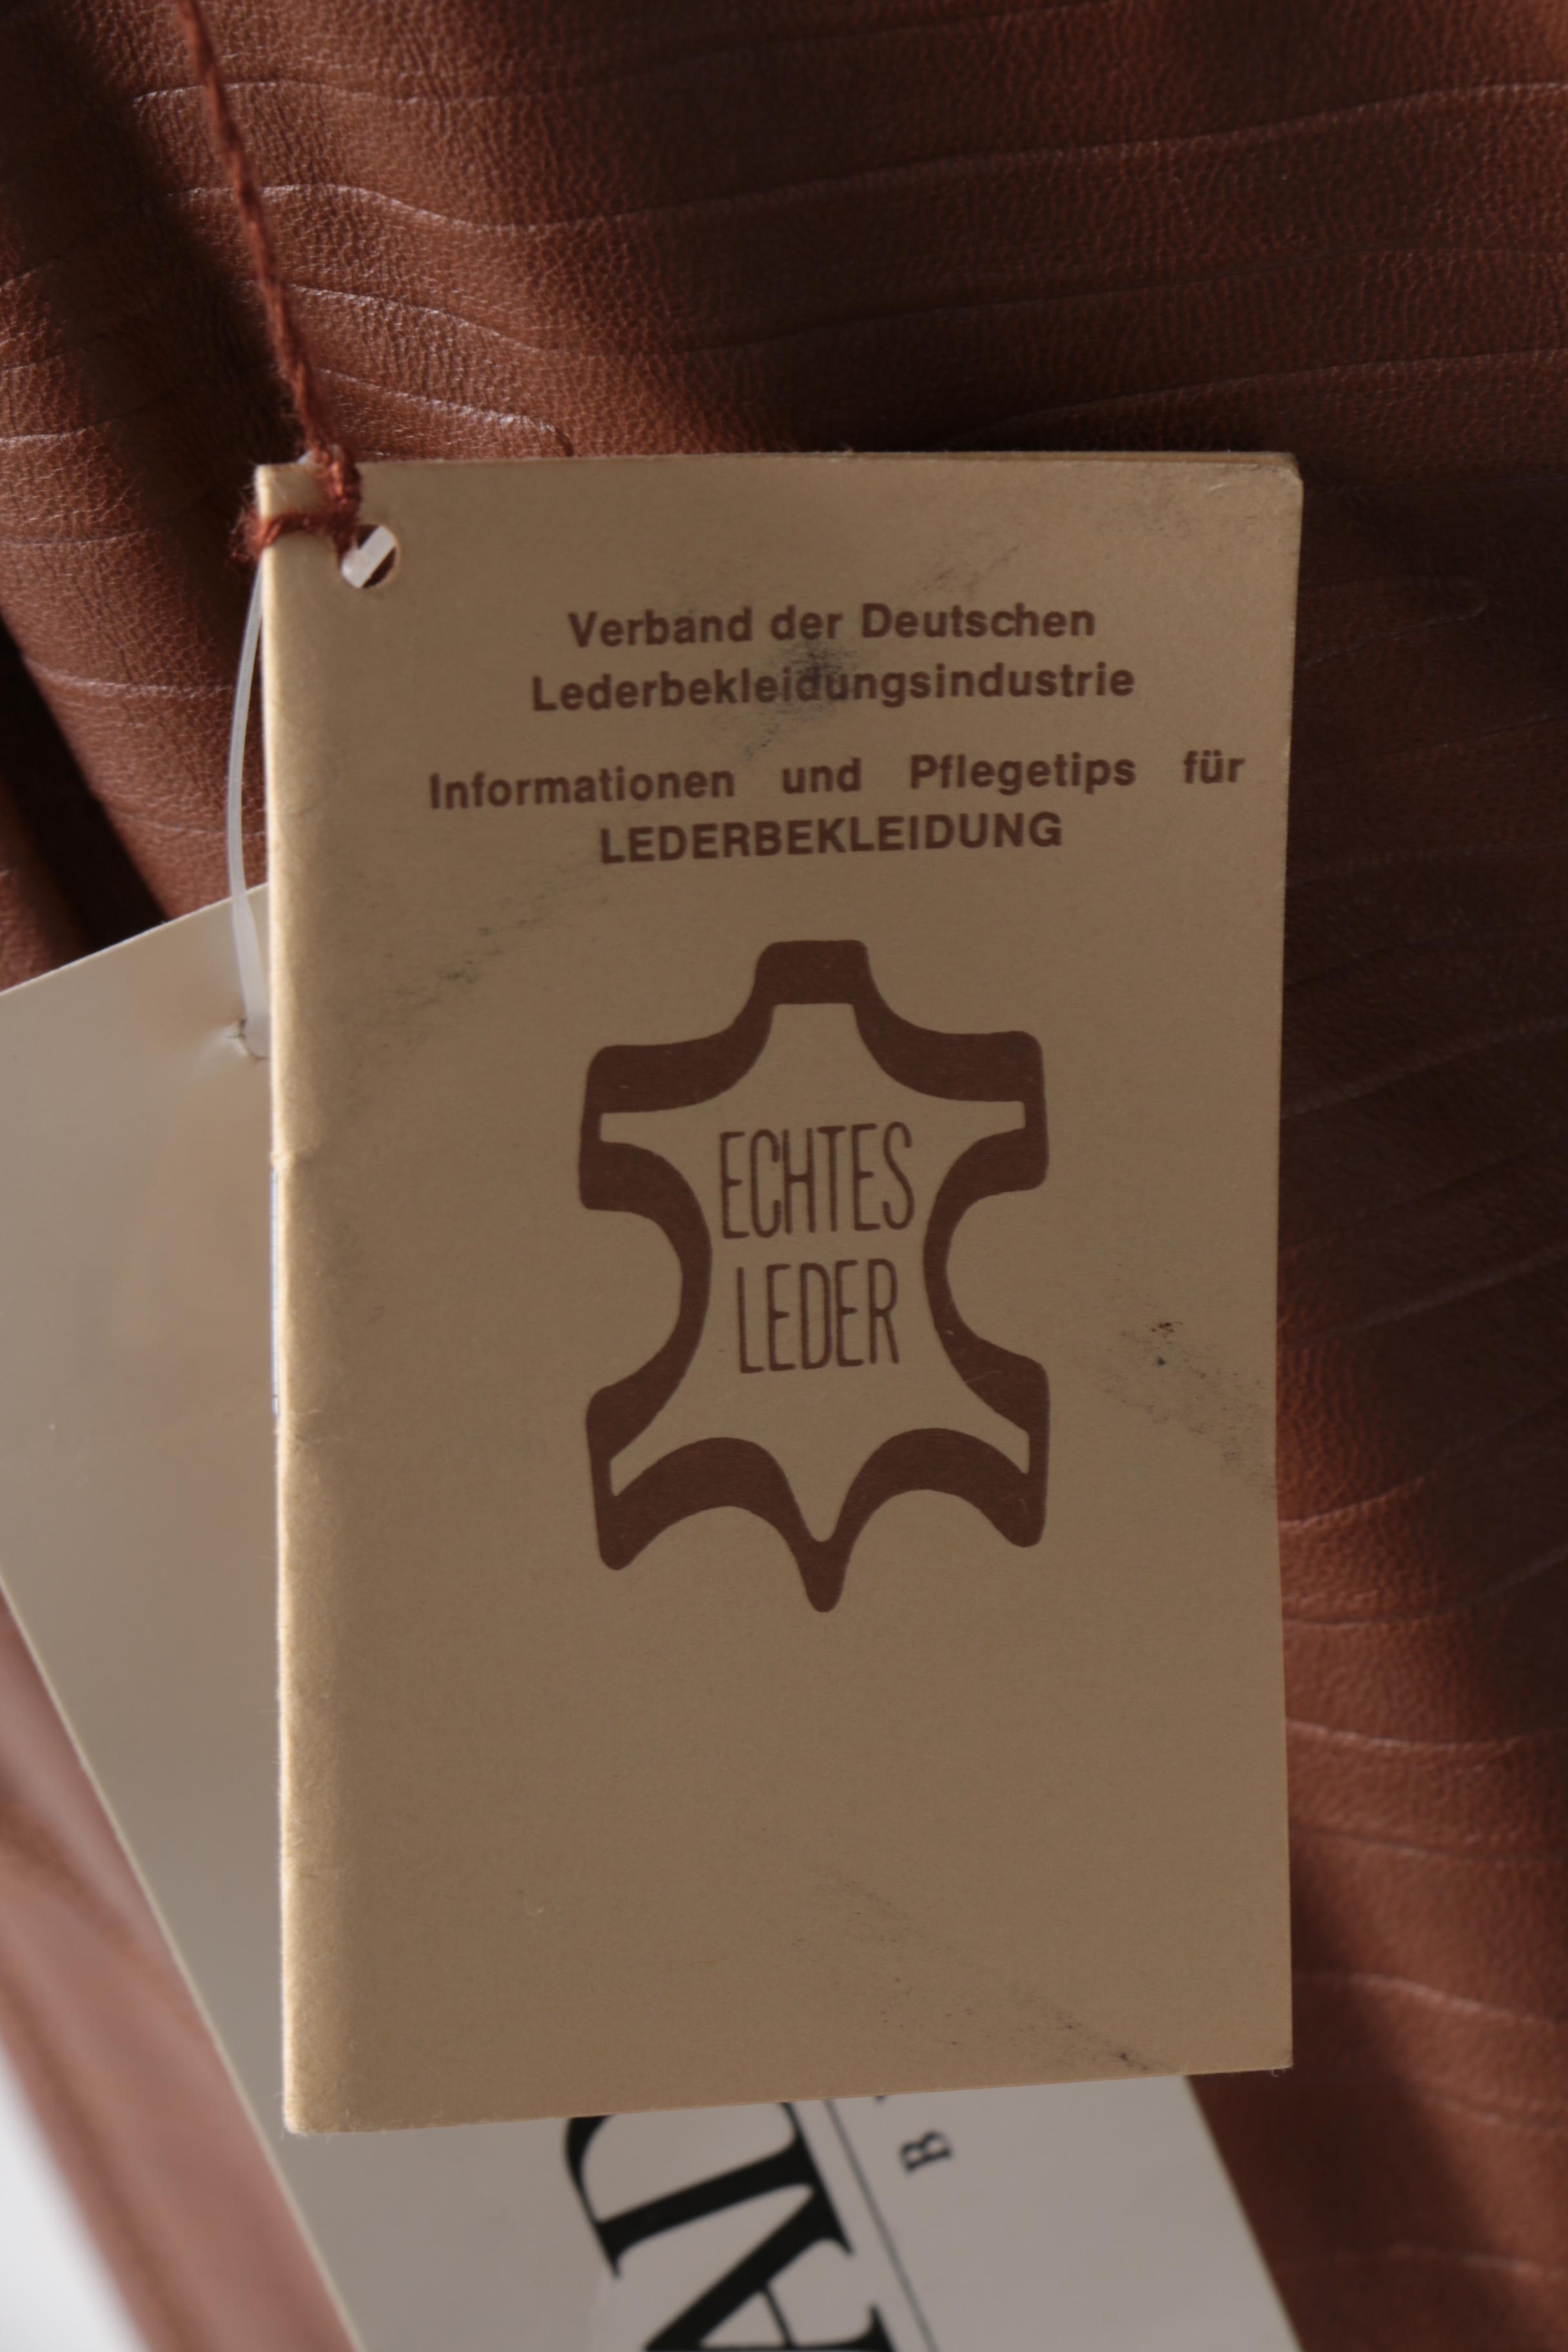 Verband der Deutschen
Lederbekleidungsindustrie
Informationen und Pflegetips für
LEDERBEKLEIDUNG
ECHTES
LEDER
B